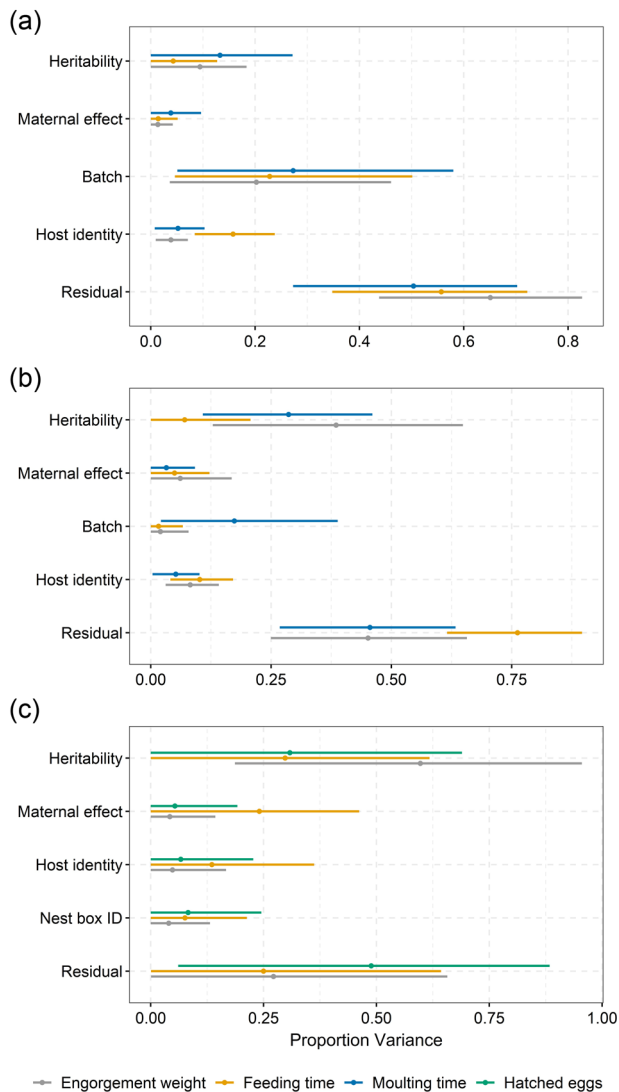 (a)
Heritability
Maternal effect
Batch
Host identity
Residual
0.0 0.2 0.4 0.6 0.8
(b)
Heritability
Maternal effect
Batch
Host identity
Residual
0.00 0.25 0.50 0.75
(c)
Heritability
Maternal effect
Host identity
Nest box ID
Residual
0.00 0.25 0.50 0.75 1.00
Proportion Variance
Engorgement weight Feeding time Moulting time Hatched eggs